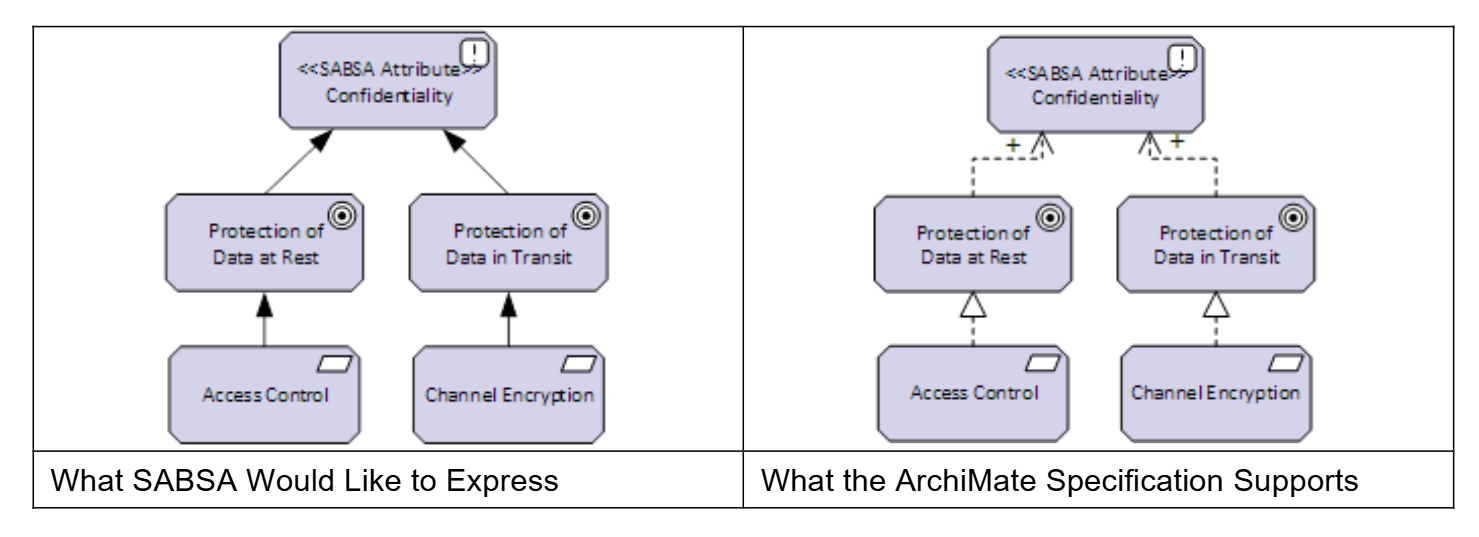 <<SABSA Attribute>>
Confidentiality
Protection of
Data at Rest
Protection of
Data in Transit
Access Control
Channel Encryption
What SABSA Would Like to Express
!
<<SABSA Attribute>>
Confidentiality
+
+
Protection of
Data at Rest
Protection of
Data in Transit
Access Control
Channel Encryption
What the ArchiMate Specification Supports